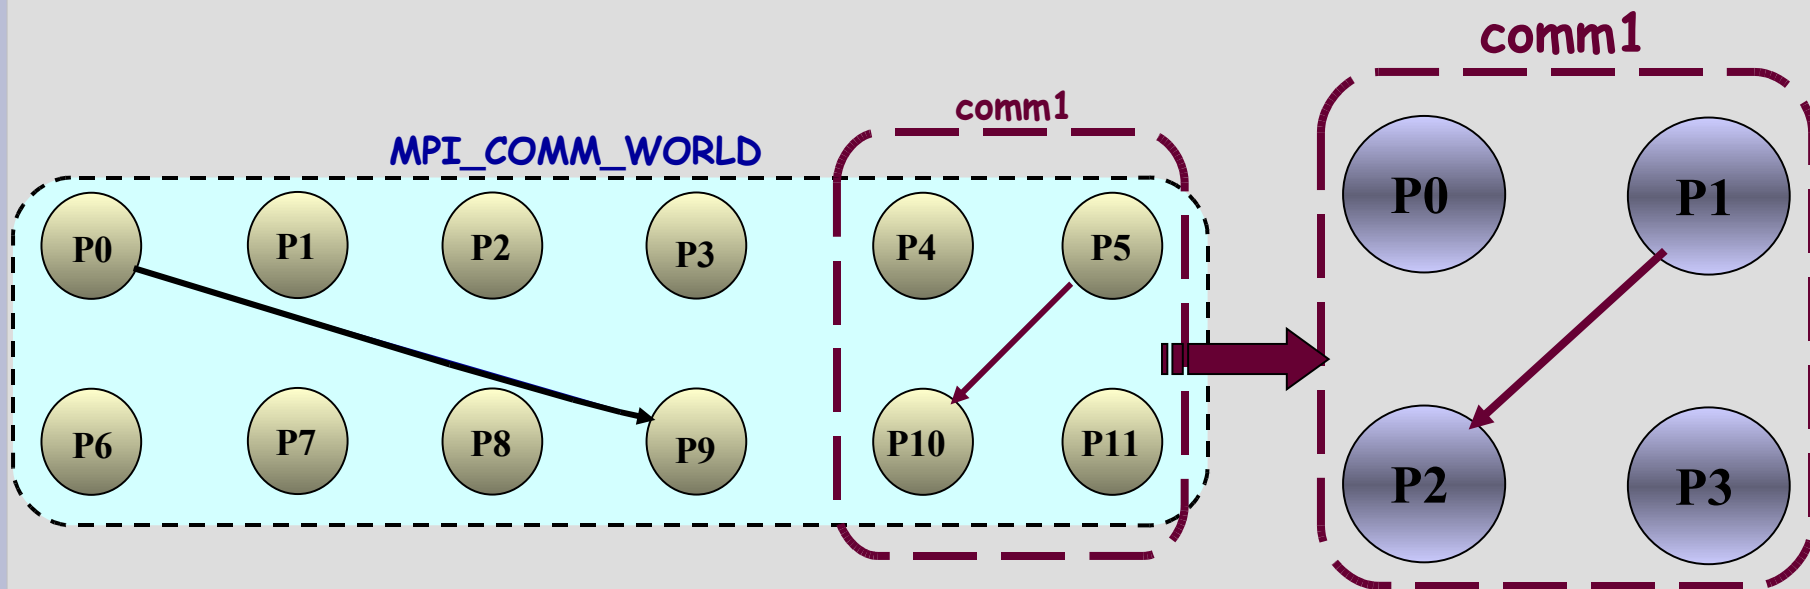 comm1
comm1
MPI_COMM_WORLD
P0 P1 P2 P3 P4 P5
P6 P7 P8 P9 P10 P11
P0 P1
P2 P3